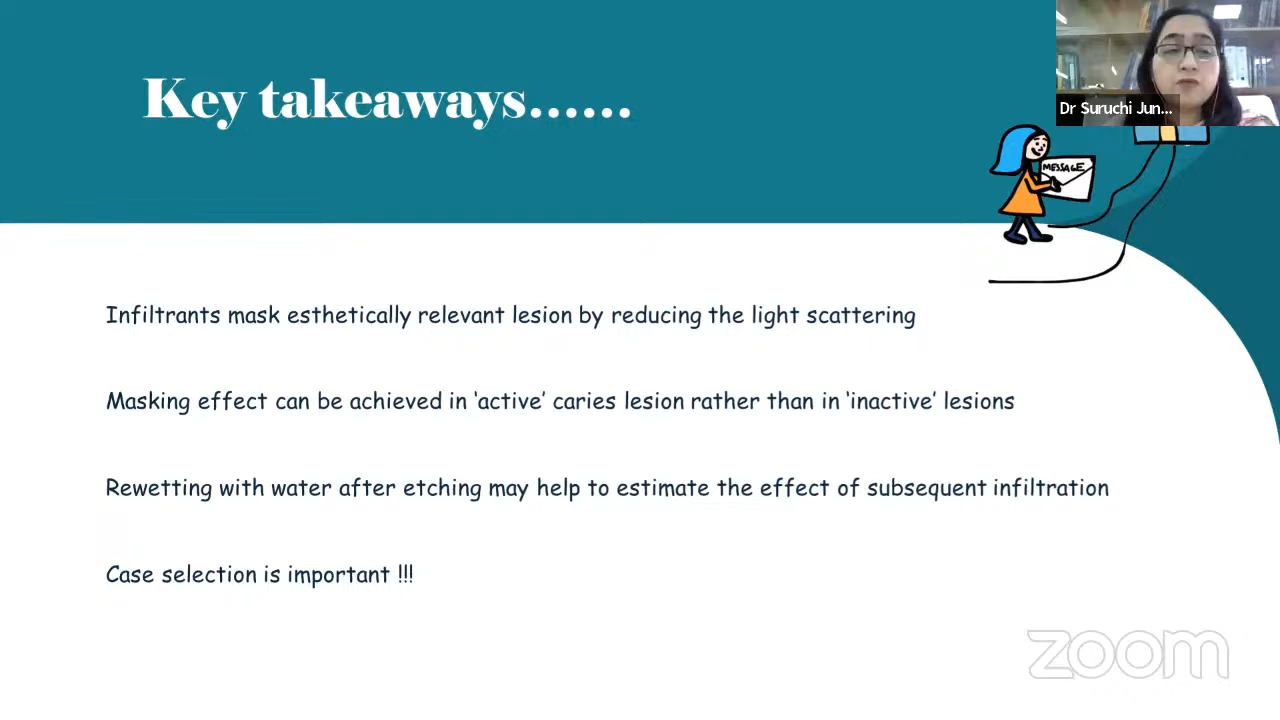 Key takeaways......
Dr Suruchi Jun...
MESSAGE
Infiltrants mask esthetically relevant lesion by reducing the light scattering
Masking effect can be achieved in ‘active’ caries lesion rather than in ‘inactive’ lesions
Rewetting with water after etching may help to estimate the effect of subsequent infiltration
Case selection is important !!!
zoom